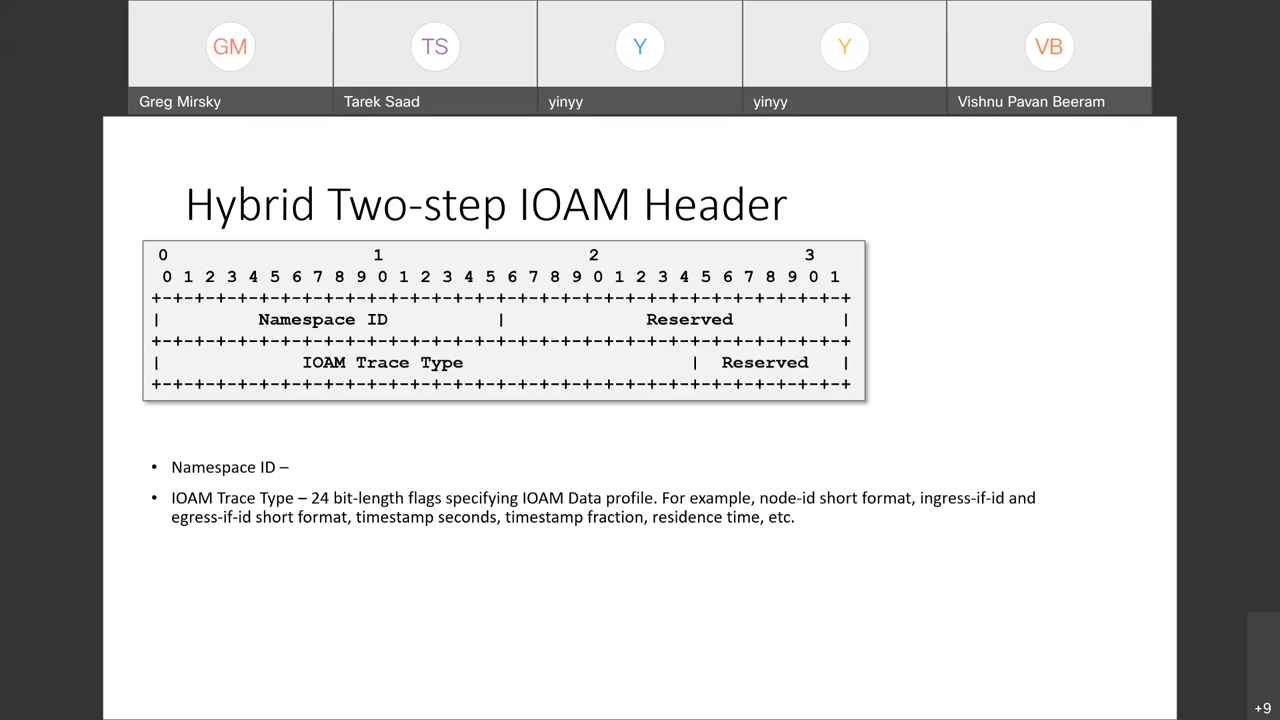 GM TS Y Y VB
Greg Mirsky Tarek Saad yinyy yinyy Vishnu Pavan Beeram
Hybrid Two-step IOAM Header
0                   1                   2                   3
0 1 2 3 4 5 6 7 8 9 0 1 2 3 4 5 6 7 8 9 0 1 2 3 4 5 6 7 8 9 0 1
+-+-+-+-+-+-+-+-+-+-+-+-+-+-+-+-+-+-+-+-+-+-+-+-+-+-+-+-+-+-+-+-+
|         Namespace ID          |             Reserved          |
+-+-+-+-+-+-+-+-+-+-+-+-+-+-+-+-+-+-+-+-+-+-+-+-+-+-+-+-+-+-+-+-+
|             IOAM Trace Type                     |  Reserved   |
+-+-+-+-+-+-+-+-+-+-+-+-+-+-+-+-+-+-+-+-+-+-+-+-+-+-+-+-+-+-+-+-+
• Namespace ID –
• IOAM Trace Type – 24 bit-length flags specifying IOAM Data profile. For example, node-id short format, ingress-if-id and
egress-if-id short format, timestamp seconds, timestamp fraction, residence time, etc.
+9